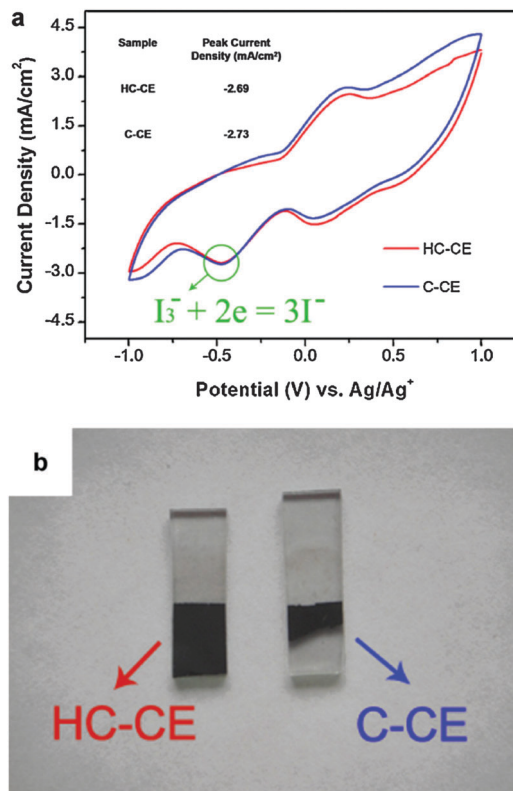 a
Sample Peak Current
Density (mA/cm²)
HC-CE -2.69
C-CE -2.73
Current Density (mA/cm²)
4.5
3.0
1.5
0.0
-1.5
-3.0
-4.5
I₃⁻ + 2e = 3I⁻
HC-CE
C-CE
-1.0 -0.5 0.0 0.5 1.0
Potential (V) vs. Ag/Ag⁺
b
HC-CE
C-CE